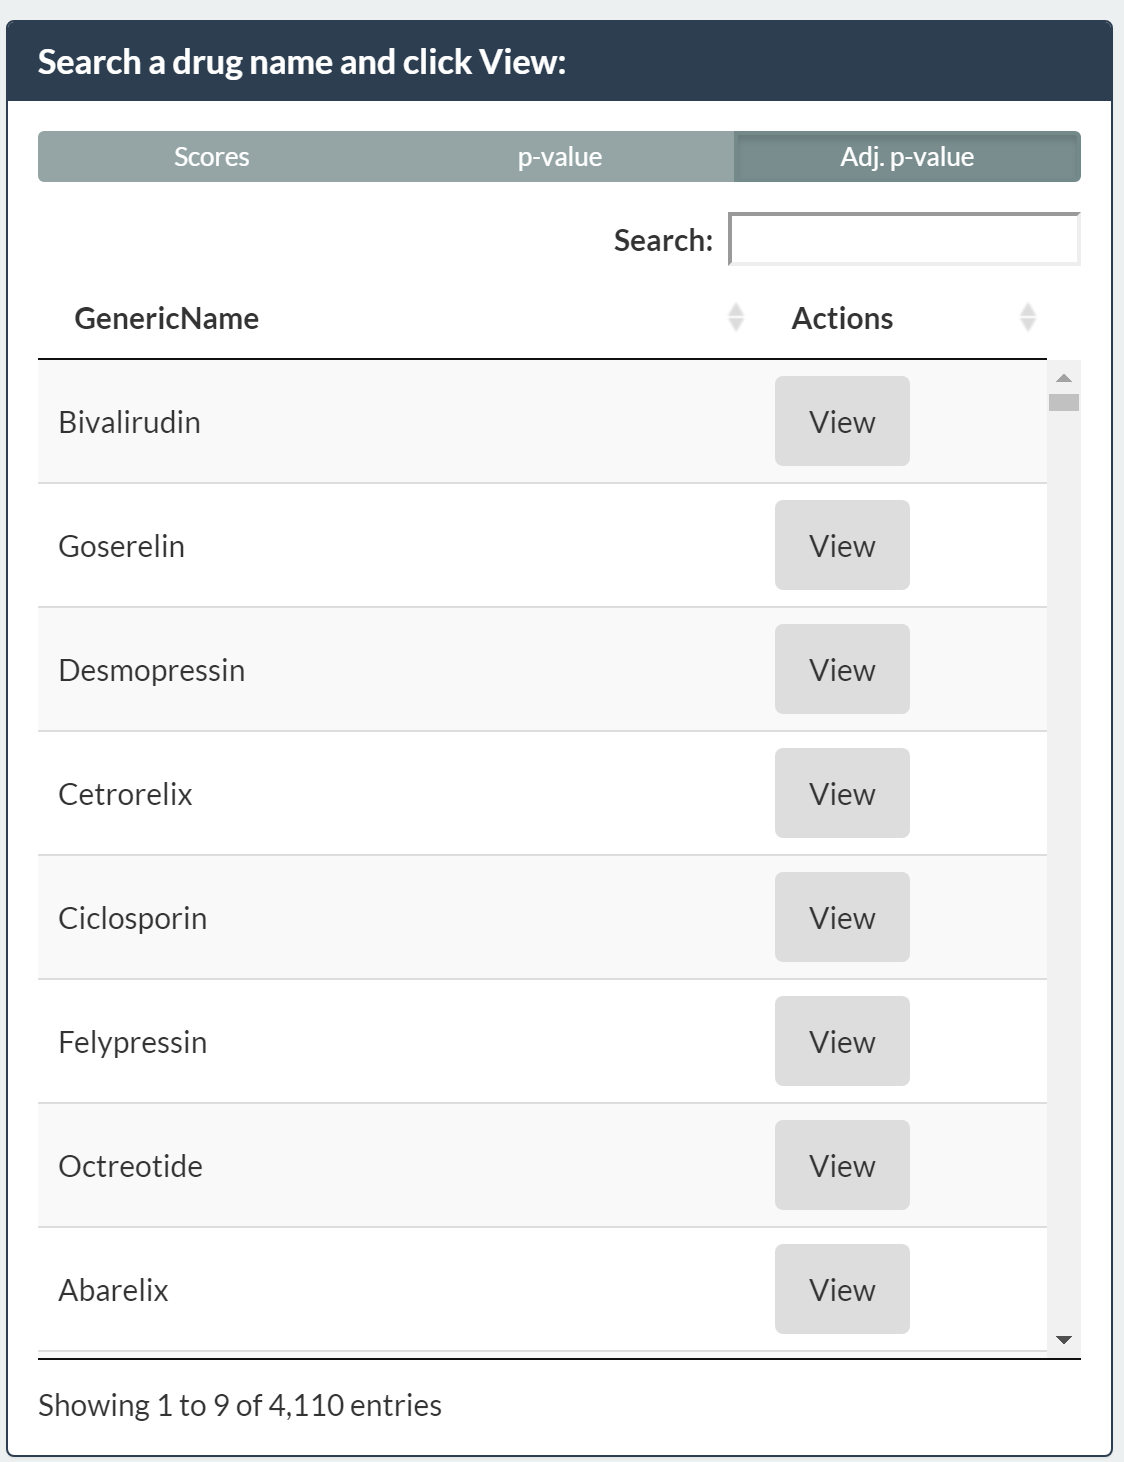 Search a drug name and click View:
Scores p-value Adj. p-value
Search:
GenericName Actions
Bivalirudin View
Goserelin View
Desmopressin View
Cetrorelix View
Ciclosporin View
Felypressin View
Octreotide View
Abarelix View
Showing 1 to 9 of 4,110 entries